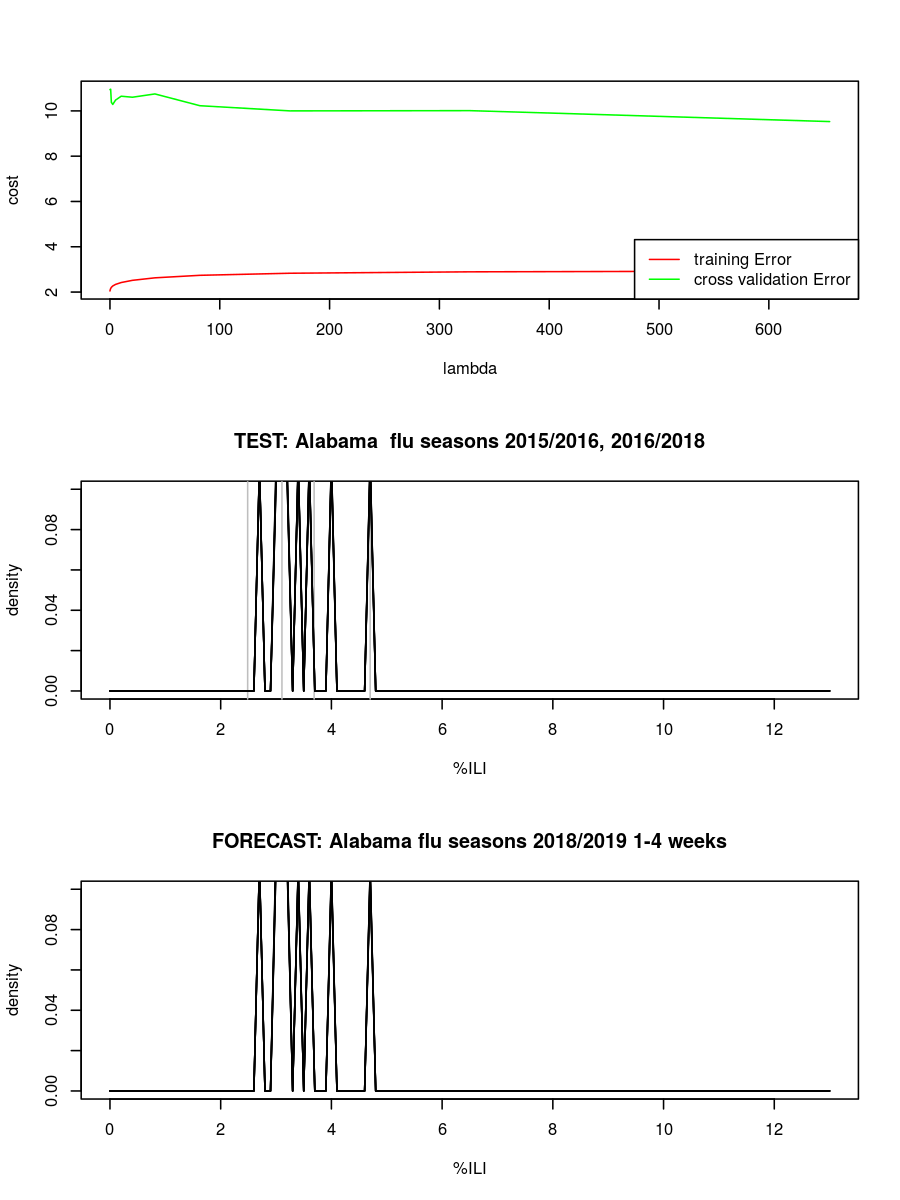 10
8
6
4
2
cost
training Error
cross validation Error
0 100 200 300 400 500 600
lambda
TEST: Alabama  flu seasons 2015/2016, 2016/2018
0.08
0.04
0.00
density
0 2 4 6 8 10 12
%ILI
FORECAST: Alabama flu seasons 2018/2019 1-4 weeks
0.08
0.04
0.00
density
0 2 4 6 8 10 12
%ILI